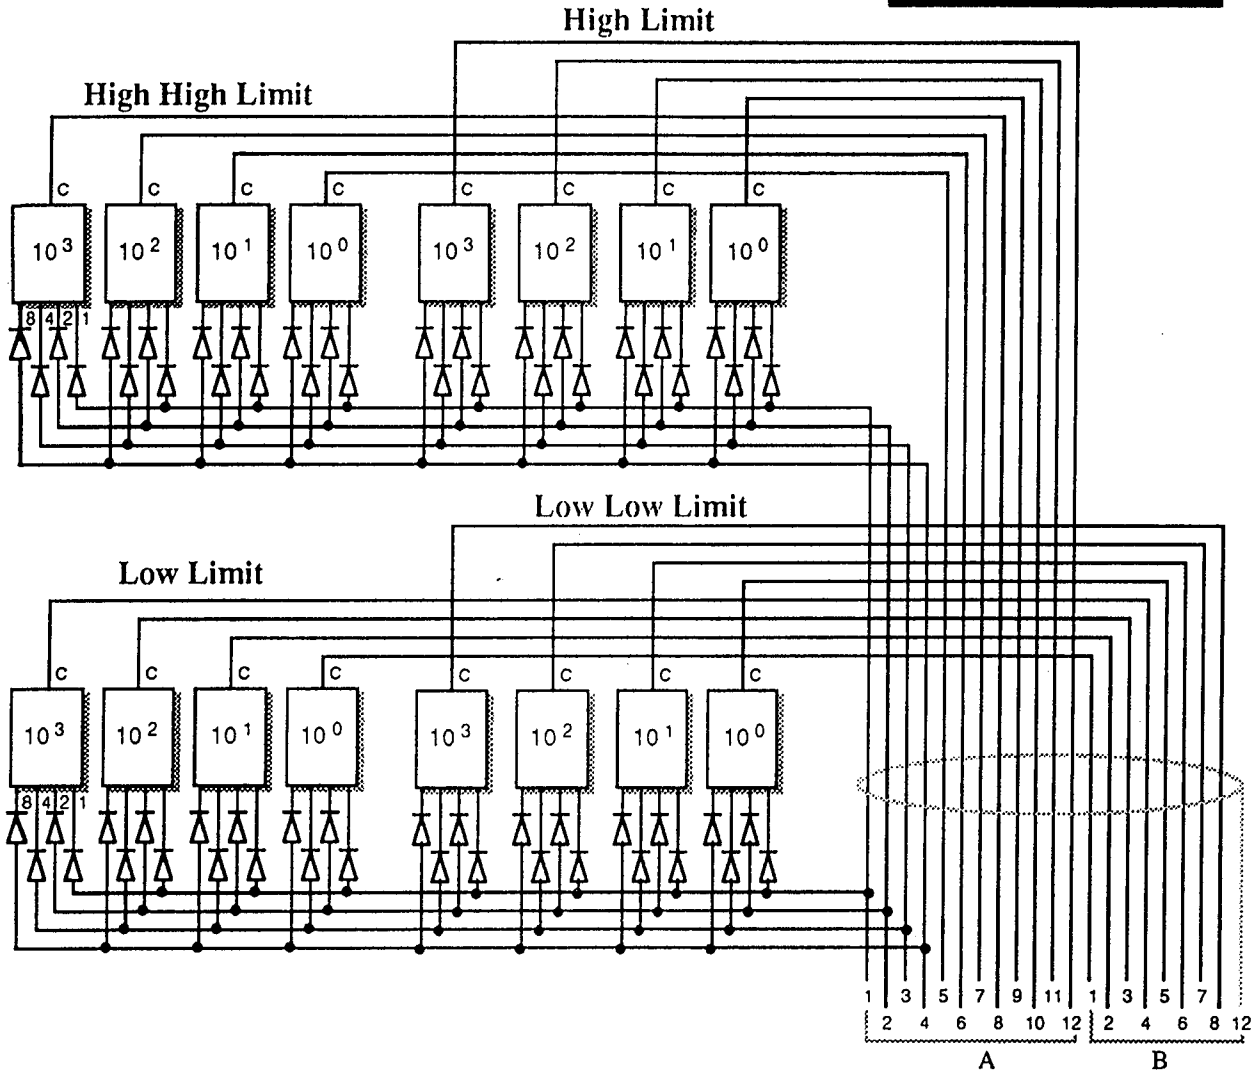 High Limit
High High Limit
C C C C C C C C
10³ 10² 10¹ 10⁰ 10³ 10² 10¹ 10⁰
8 4 2 1
Low Low Limit
Low Limit
C C C C C C C C
10³ 10² 10¹ 10⁰ 10³ 10² 10¹ 10⁰
8 4 2 1
1 3 5 7 9 11 1 3 5 7
2 4 6 8 10 12 2 4 6 8 12
A B